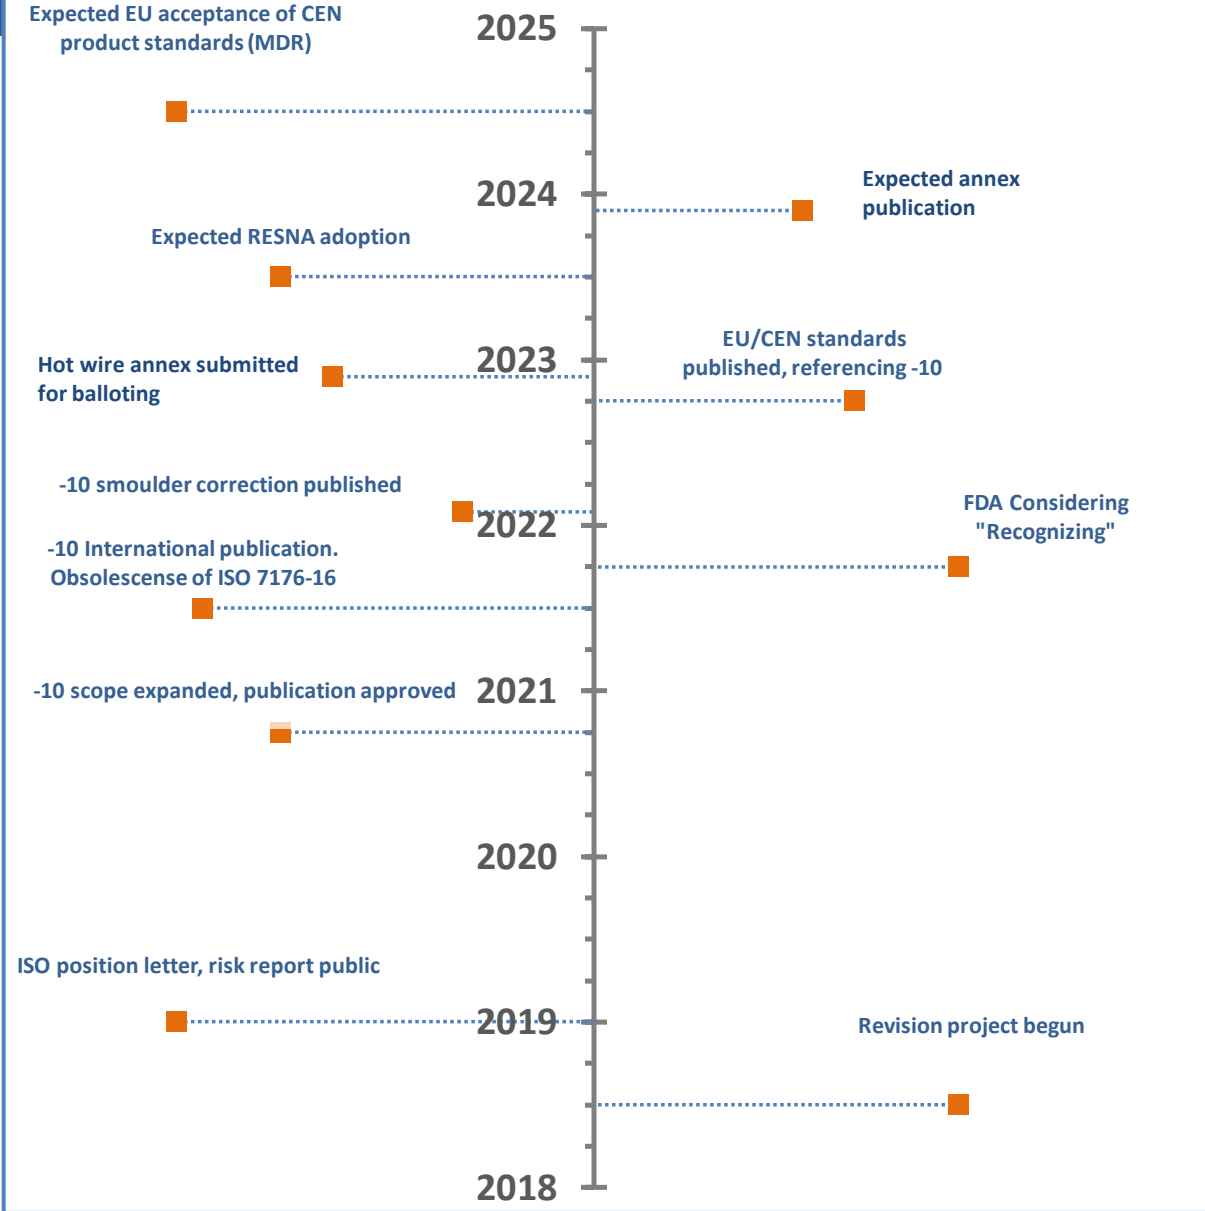 Expected EU acceptance of CEN
product standards (MDR)
2025
2024
Expected annex
publication
Expected RESNA adoption
2023
EU/CEN standards
published, referencing -10
Hot wire annex submitted
for balloting
-10 smoulder correction published
2022
FDA Considering
"Recognizing"
-10 International publication.
Obsolescense of ISO 7176-16
-10 scope expanded, publication approved
2021
2020
ISO position letter, risk report public
2019
Revision project begun
2018